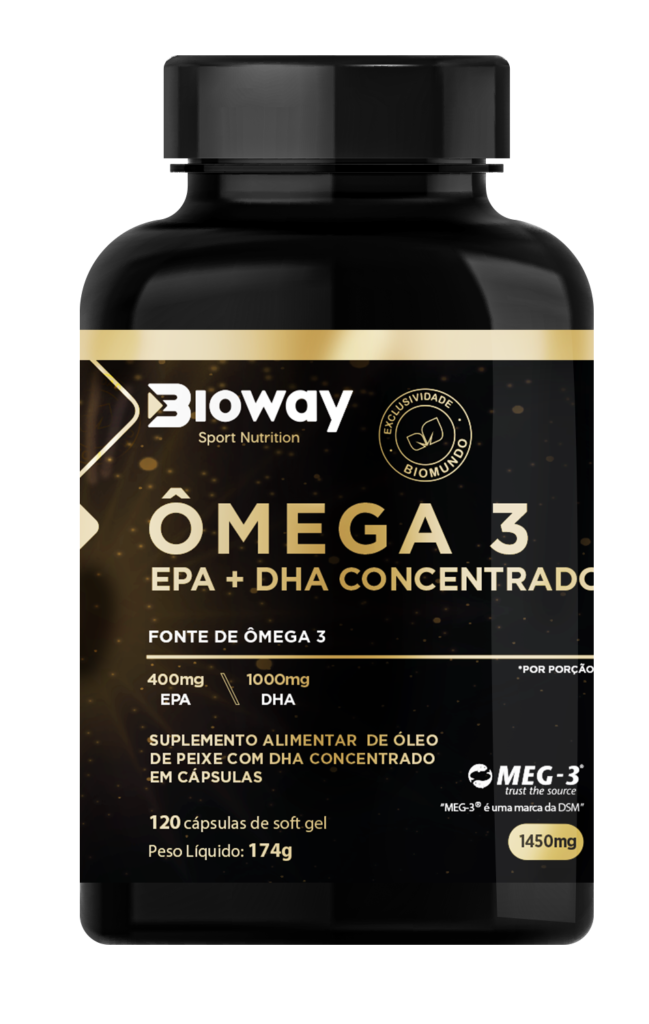 Bioway
Sport Nutrition
EXCLUSIVIDADE
BIOMUNDO
ÔMEGA 3
EPA + DHA CONCENTRADO
FONTE DE ÔMEGA 3
*POR PORÇÃO
400mg 1000mg
EPA DHA
SUPLEMENTO ALIMENTAR DE ÓLEO
DE PEIXE COM DHA CONCENTRADO
EM CÁPSULAS
MEG-3®
trust the source
"MEG-3® é uma marca da DSM"
120 cápsulas de soft gel
1450mg
Peso Líquido: 174g